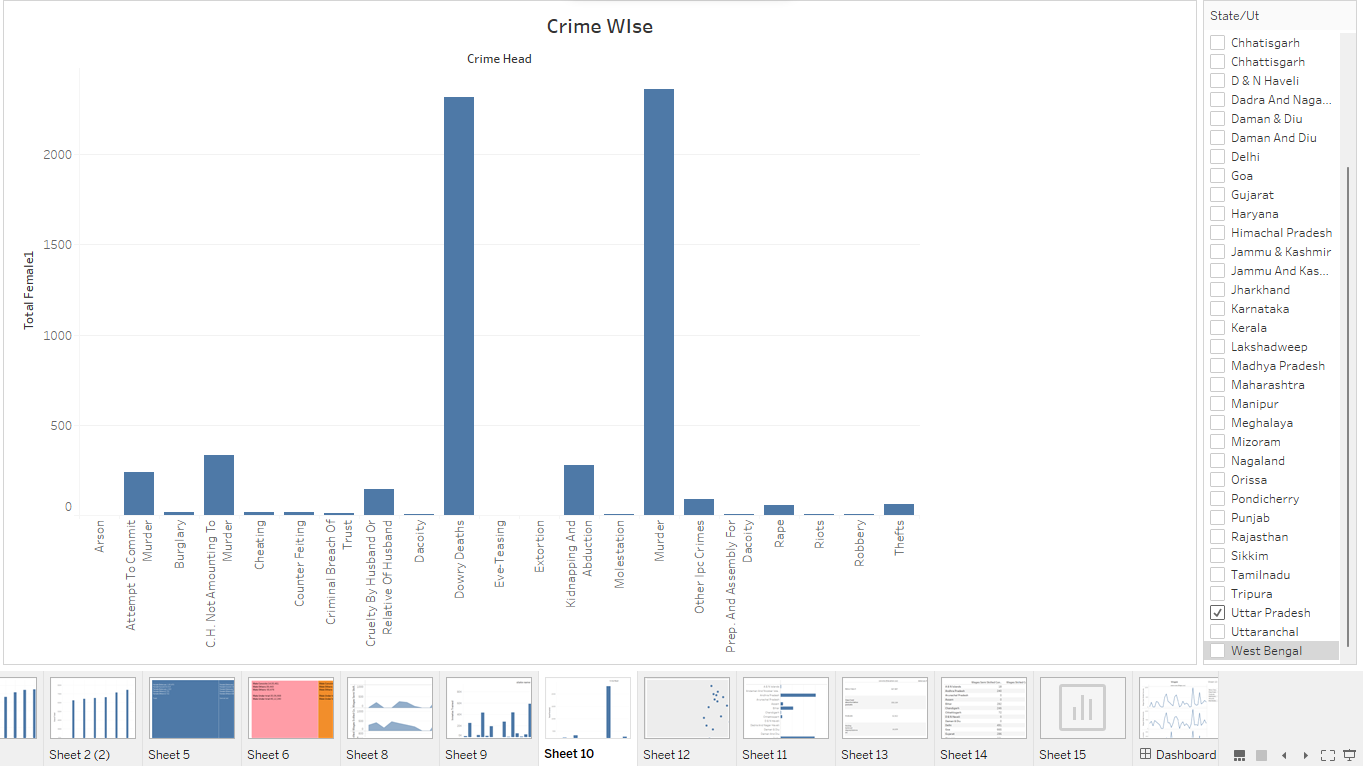 Crime WIse
Crime Head
Total Female1
2000
1500
1000
500
0
Arson
Attempt To Commit
Murder
Burglary
C.H. Not Amounting To
Murder
Cheating
Counter Feiting
Criminal Breach Of
Trust
Cruelty By Husband Or
Relative Of Husband
Dacoity
Dowry Deaths
Eve-Teasing
Extortion
Kidnapping And
Abduction
Molestation
Murder
Other Ipc Crimes
Prep. And Assembly For
Dacoity
Rape
Riots
Robbery
Thefts
State/Ut
Chhatisgarh
Chhattisgarh
D & N Haveli
Dadra And Naga...
Daman & Diu
Daman And Diu
Delhi
Goa
Gujarat
Haryana
Himachal Pradesh
Jammu & Kashmir
Jammu And Kas...
Jharkhand
Karnataka
Kerala
Lakshadweep
Madhya Pradesh
Maharashtra
Manipur
Meghalaya
Mizoram
Nagaland
Orissa
Pondicherry
Punjab
Rajasthan
Sikkim
Tamilnadu
Tripura
Uttar Pradesh
Uttaranchal
West Bengal
Sheet 2 (2)
Sheet 5
Sheet 6
Sheet 8
Sheet 9
Sheet 10
Sheet 12
Sheet 11
Sheet 13
Sheet 14
Sheet 15
Dashboard